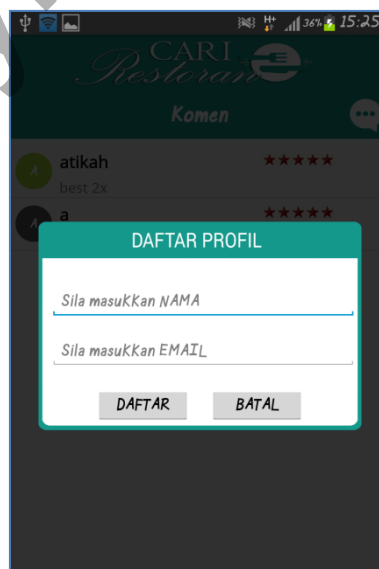 H+ 36% 15:25
CARI
Restoran
Komen
A atikah ★★★★★
best 2x
A a ★★★★★
DAFTAR PROFIL
Sila masukkan NAMA
Sila masukkan EMAIL
DAFTAR BATAL